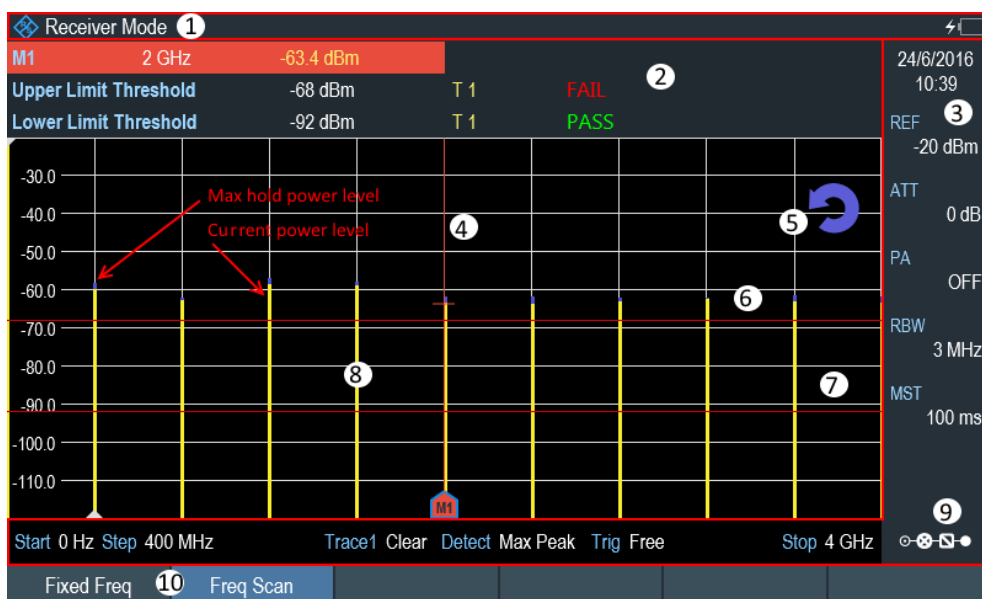 Receiver Mode 1
M1 2 GHz -63.4 dBm
Upper Limit Threshold -68 dBm T 1 FAIL
Lower Limit Threshold -92 dBm T 1 PASS
2
24/6/2016
10:39
3
REF
-20 dBm
ATT
0 dB
PA
OFF
RBW
3 MHz
MST
100 ms
-30.0
-40.0
-50.0
-60.0
-70.0
-80.0
-90.0
-100.0
-110.0
Max hold power level
Current power level
4
5
6
7
8
M1
9
Start 0 Hz Step 400 MHz Trace1 Clear Detect Max Peak Trig Free Stop 4 GHz
Fixed Freq 10 Freq Scan